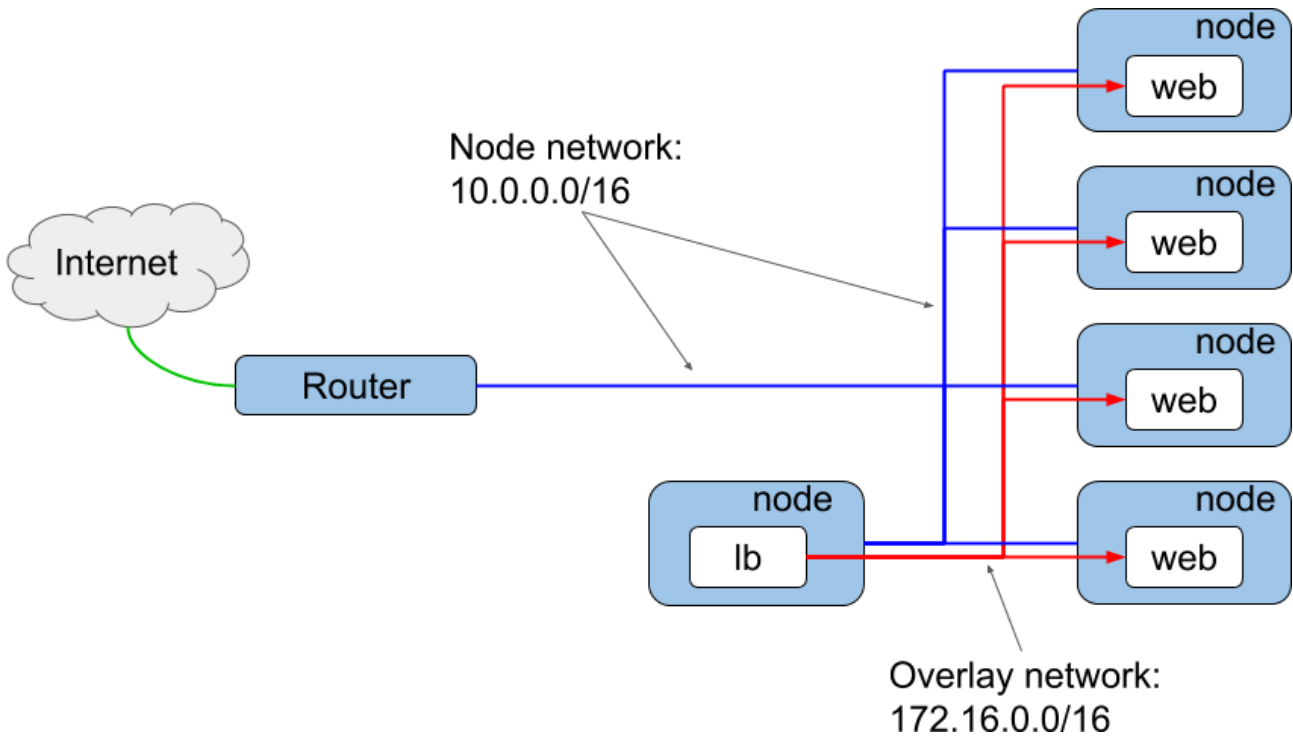 node
web
Node network:
10.0.0.0/16
node
web
Internet
node
web
Router
node
lb
node
web
Overlay network:
172.16.0.0/16